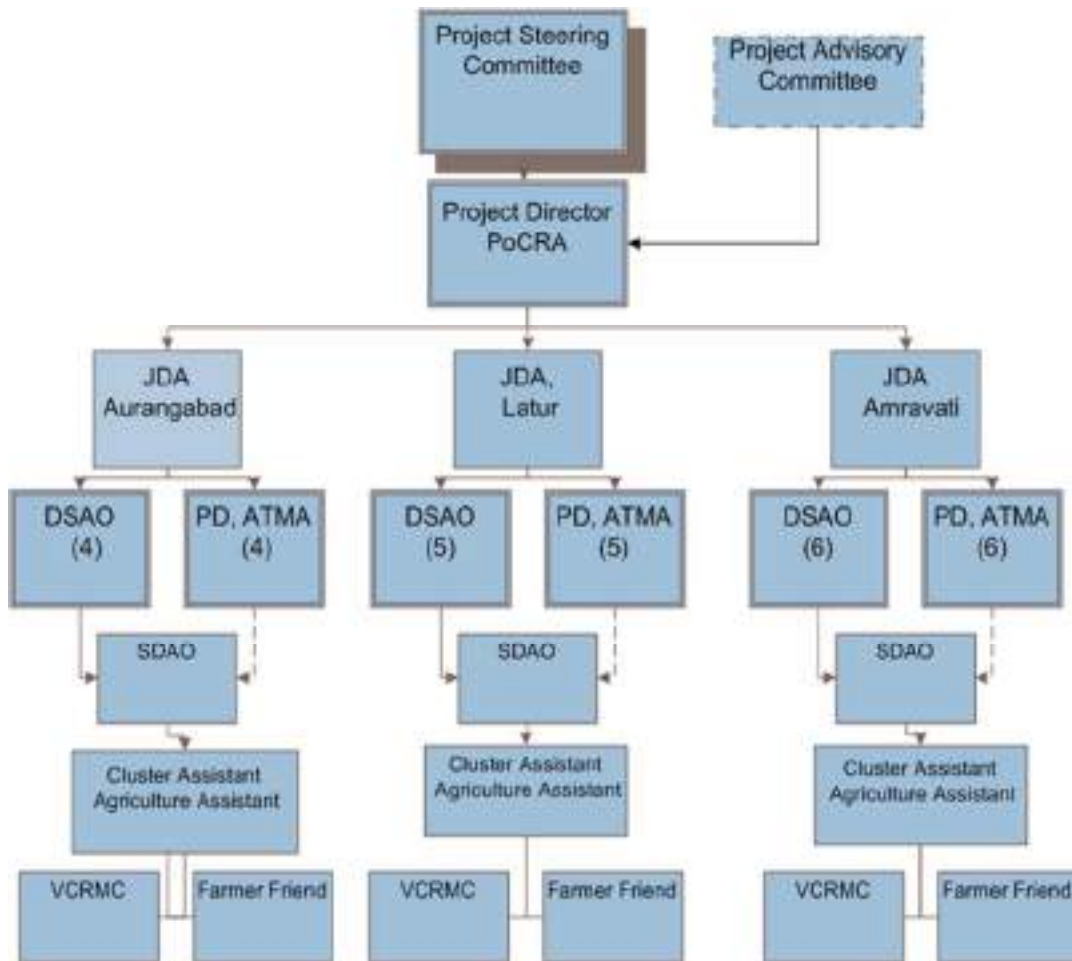 Project Steering
Committee
Project Advisory
Committee
Project Director
PoCRA
JDA
Aurangabad
JDA,
Latur
JDA
Amravati
DSAO
(4)
PD, ATMA
(4)
DSAO
(5)
PD, ATMA
(5)
DSAO
(6)
PD, ATMA
(6)
SDAO
SDAO
SDAO
Cluster Assistant
Agriculture Assistant
Cluster Assistant
Agriculture Assistant
Cluster Assistant
Agriculture Assistant
VCRMC
Farmer Friend
VCRMC
Farmer Friend
VCRMC
Farmer Friend